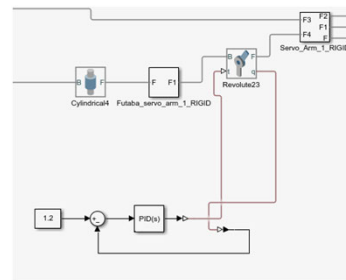 F3
F2
F1
F4
F
Servo_Arm_1_RIGI
B
F
t
q
Revolute23
B
F
Cylindrical4
F
F1
Futaba_servo_arm_1_RIGID
1.2
+
−
PID(s)